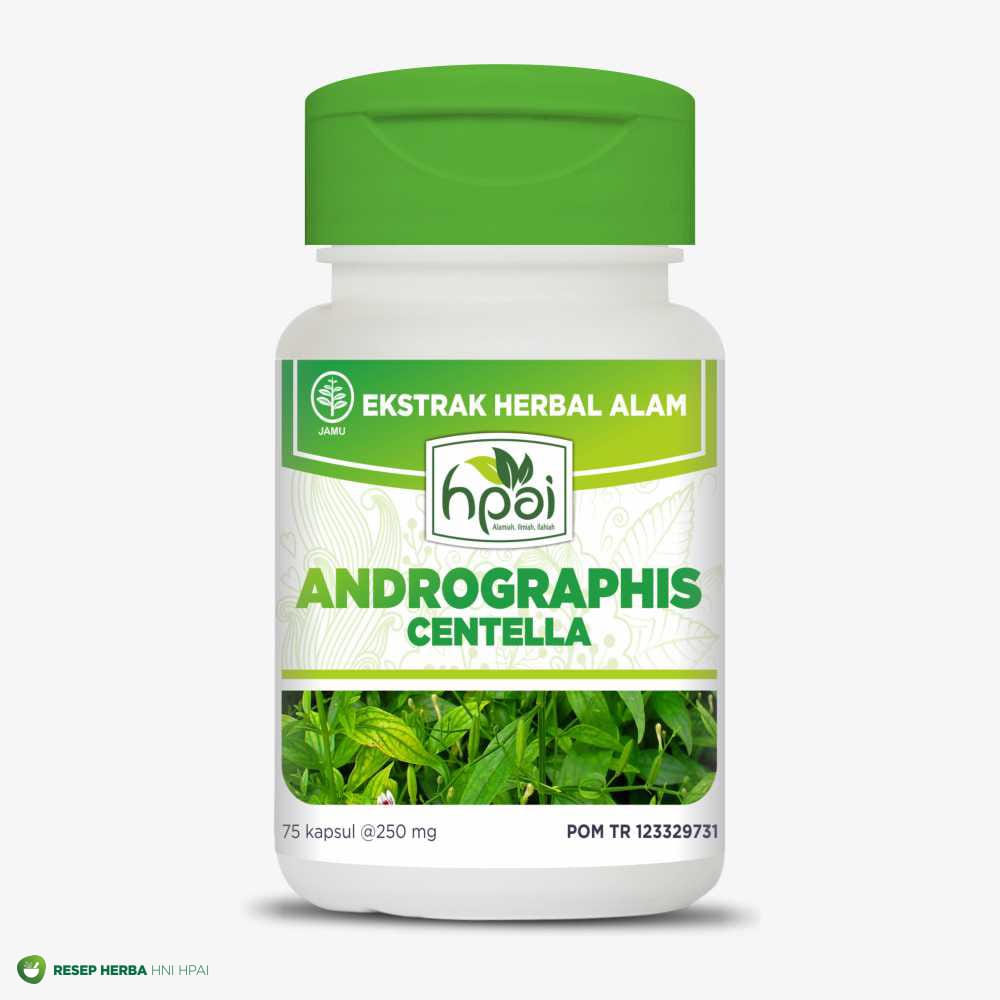 EKSTRAK HERBAL ALAM
JAMU
hpai
Alamiah, Ilmiah, Ilahiah
ANDROGRAPHIS
CENTELLA
75 kapsul @250 mg
POM TR 123329731
RESEP HERBA HNI HPAI